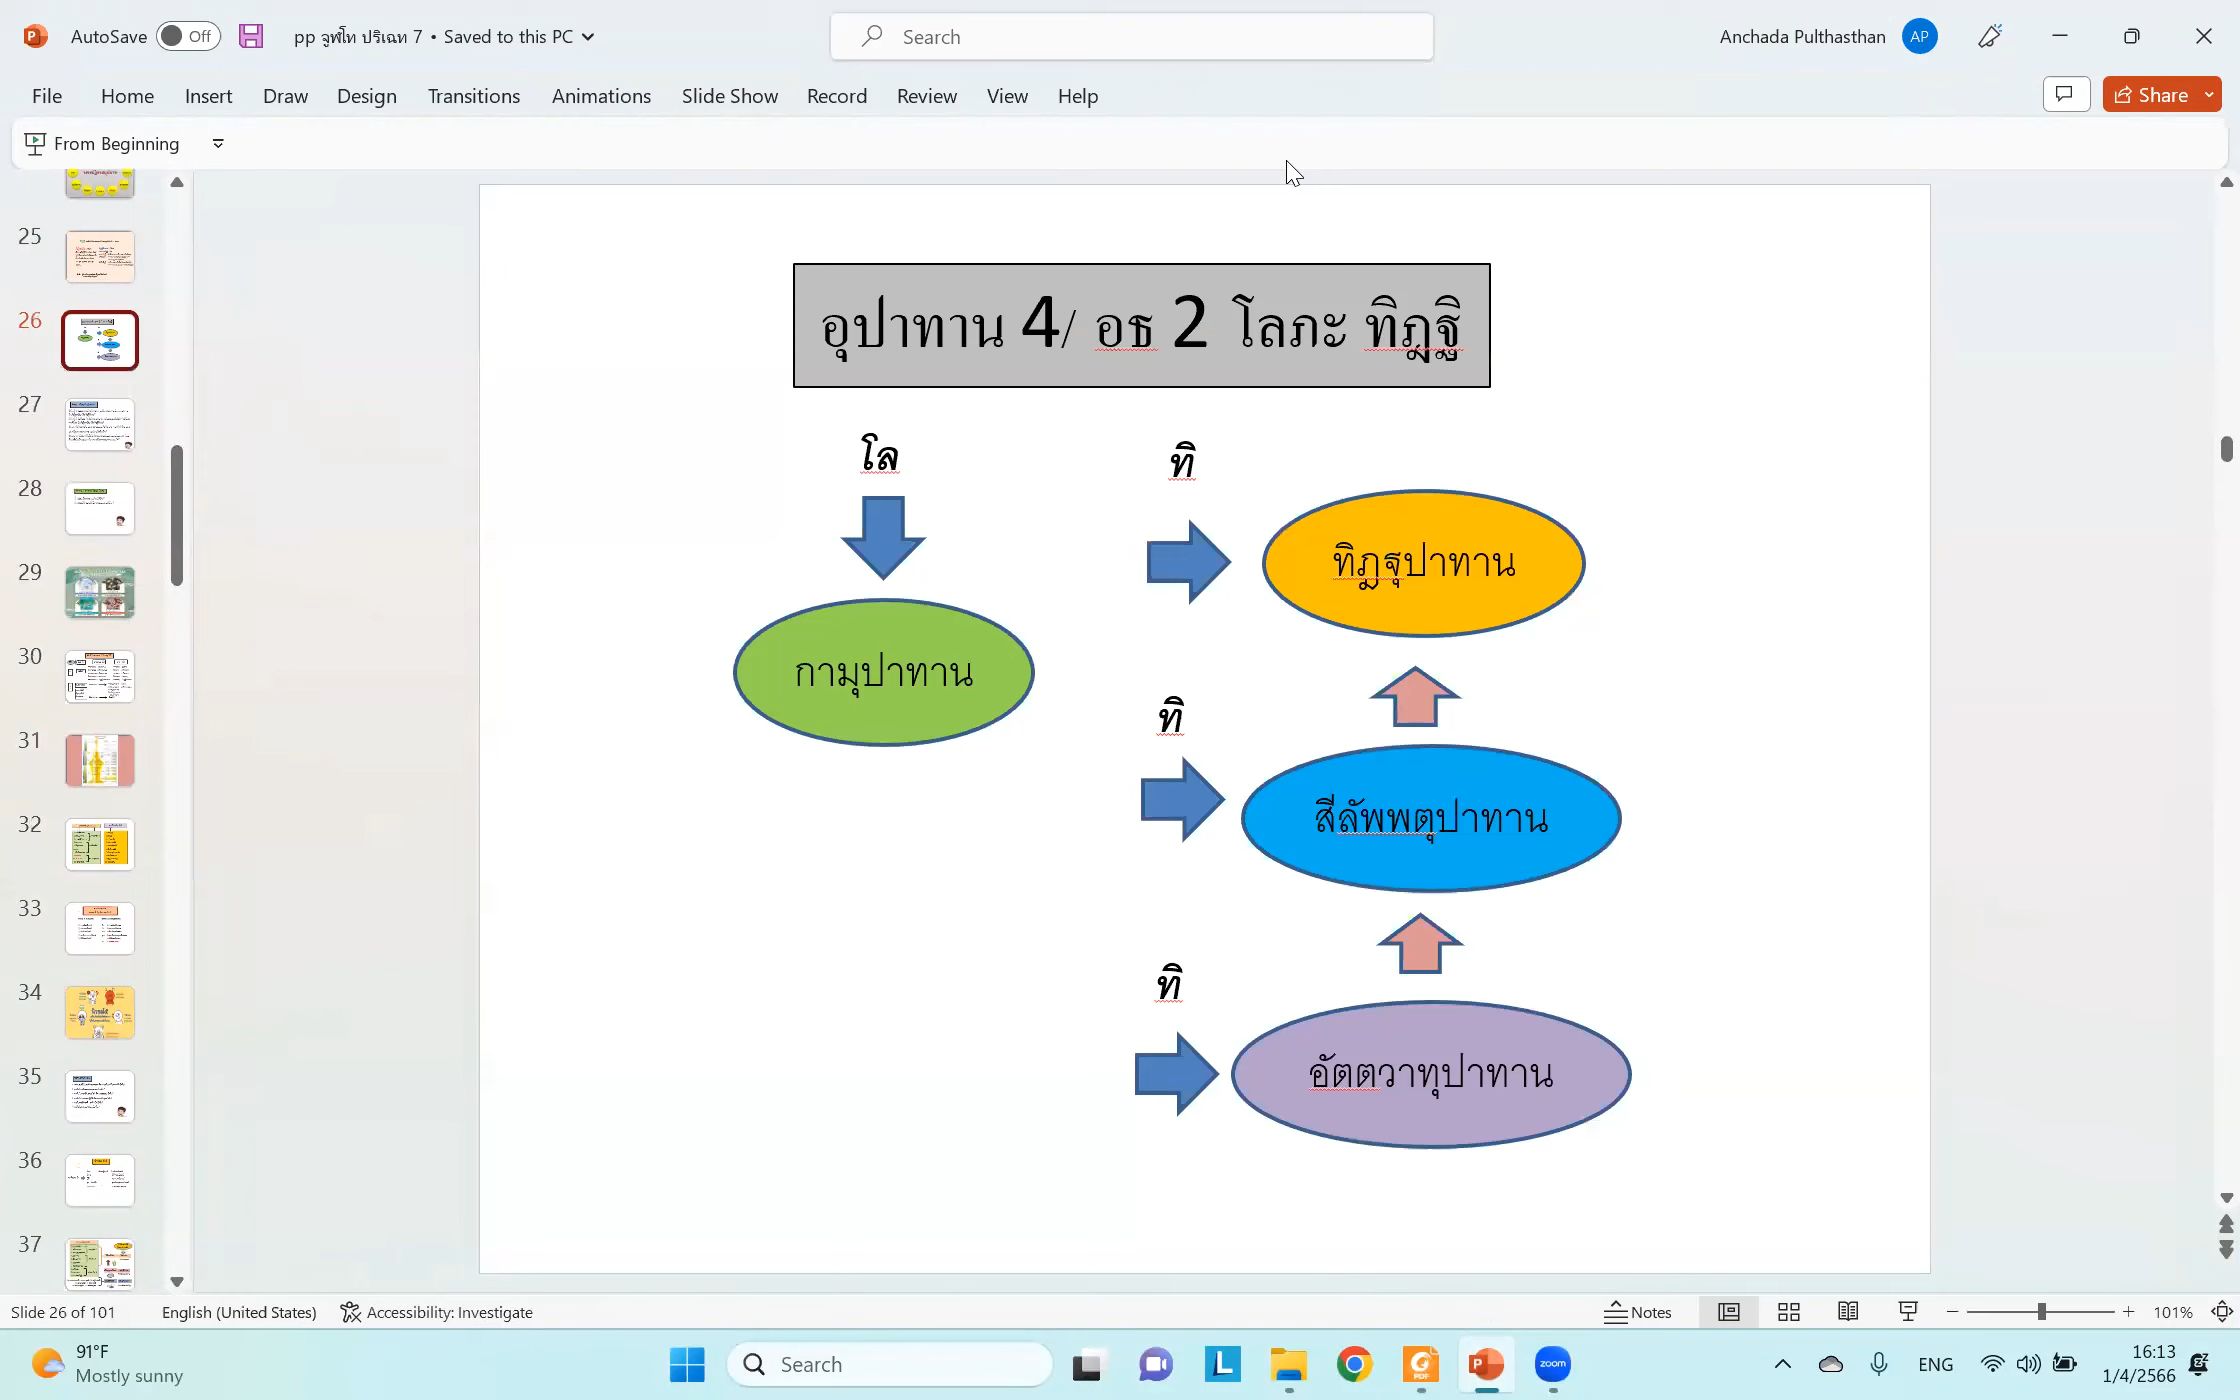 AutoSave Off pp จูฬโท ปริเฉท 7 • Saved to this PC
Search
Anchada Pulthasthan AP
File Home Insert Draw Design Transitions Animations Slide Show Record Review View Help
Share
From Beginning
25
26
27
28
29
30
31
32
33
34
35
36
37
อุปาทาน 4/ อธ 2 โลภะ ทิฏฐิ
โล
ทิ
ทิฏฐุปาทาน
กามุปาทาน
ทิ
สีลัพพตุปาทาน
ทิ
อัตตวาทุปาทาน
Slide 26 of 101 English (United States) Accessibility: Investigate Notes 101%
91°F
Mostly sunny
Search
zoom
ENG
16:13
1/4/2566